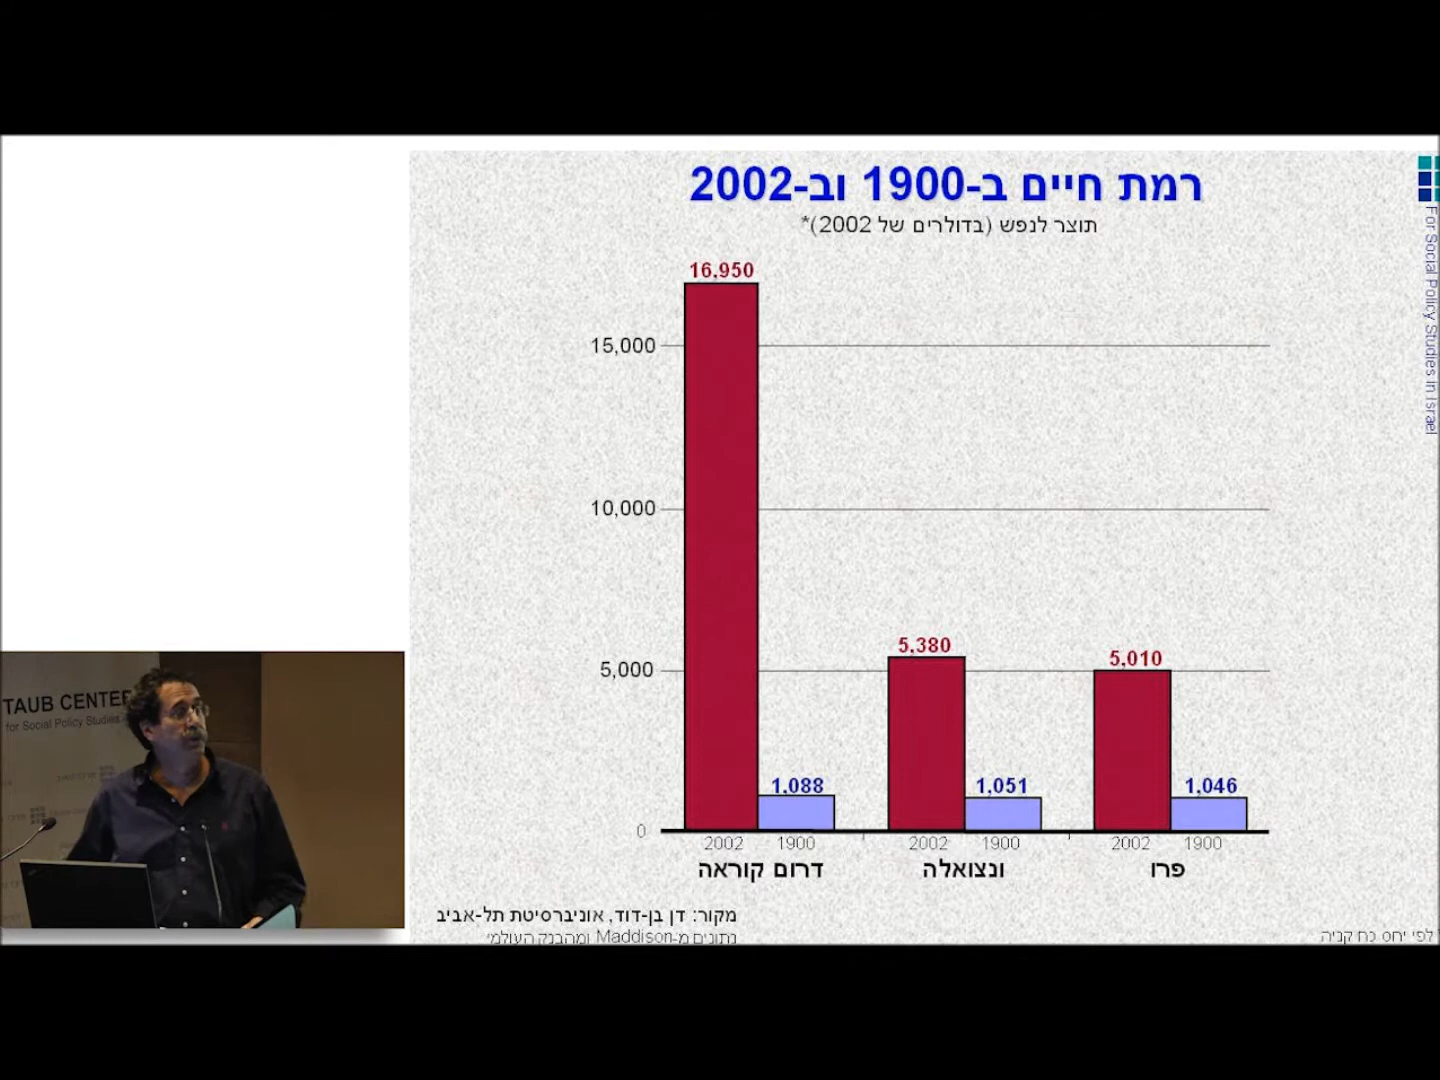 רמת חיים ב-1900 וב-2002
תוצר לנפש (בדולרים של 2002)*
16,950
15,000
10,000
5,380
5,010
5,000
1,088
1,051
1,046
0
2002 1900 2002 1900 2002 1900
דרום קוראה ונצואלה פרו
מקור: דן בן-דוד, אוניברסיטת תל-אביב
נתונים מ-Maddison ומהבנק העולמי
לפי יחס כח קניה
For Social Policy Studies in Israel
TAUB CENTER
for Social Policy Studies